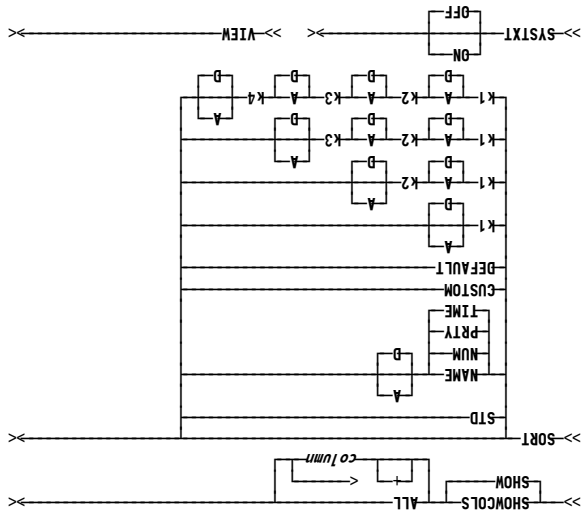 >>—SHOWCOLS—ALL—><
SHOW + <
column
>>—SORT—><
STD
A
NAME
NUM D
PRTY
TIME
CUSTOM
DEFAULT
A
k1
D A
k1 A k2
D D A
k1 A k2 A k3
D D D A
k1 A k2 A k3 A k4
D D D D
ON
>>—SYSTXT—>< >>—VIEW—><
OFF